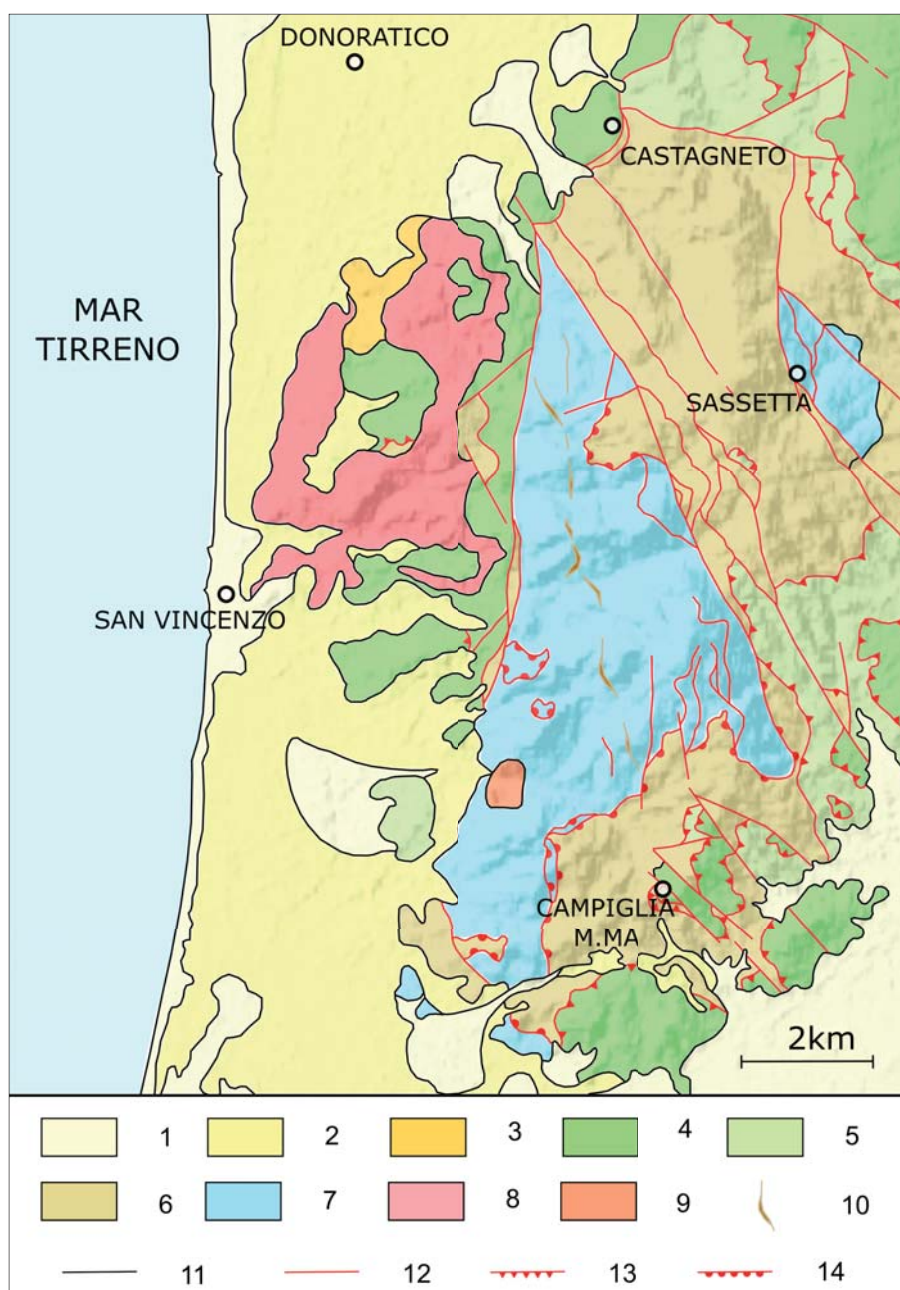 DONORATICO
CASTAGNETO
MAR
TIRRENO
SASSETTA
SAN VINCENZO
CAMPIGLIA
M.MA
2km
1 2 3 4 5
6 7 8 9 10
11 12 13 14